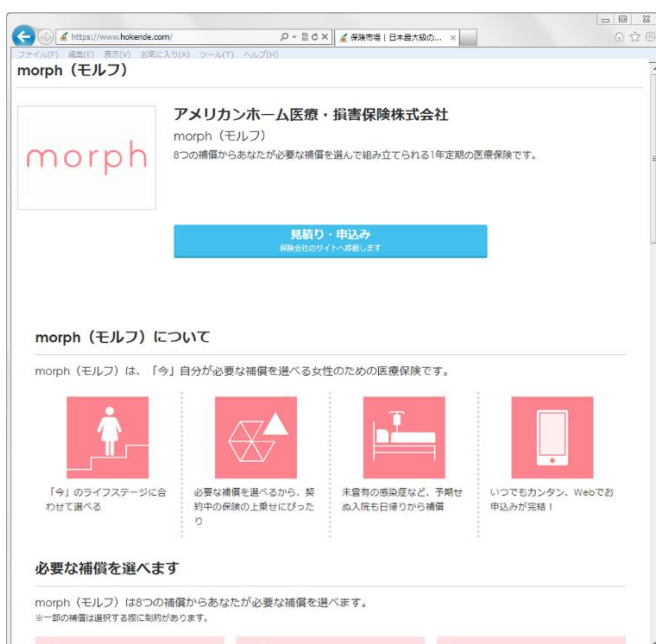 https://www.hokende.com/
保険市場 | 日本最大級の...
ファイル(F) 編集(E) 表示(V) お気に入り(A) ツール(T) ヘルプ(H)
morph（モルフ）
morph
アメリカンホーム医療・損害保険株式会社
morph（モルフ）
8つの補償からあなたが必要な補償を選んで組み立てられる1年定期の医療保険です。
見積り・申込み
保険会社のサイトへ移動します
morph（モルフ）について
morph（モルフ）は、「今」自分が必要な補償を選べる女性のための医療保険です。
「今」のライフステージに合
わせて選べる
必要な補償を選べるから、契
約中の保険の上乗せにぴった
り
未曾有の感染症など、予期せ
ぬ入院も日帰りから補償
いつでもカンタン、Webでお
申込みが完結！
必要な補償を選べます
morph（モルフ）は8つの補償からあなたが必要な補償を選べます。
※一部の補償は選択する際に制約があります。